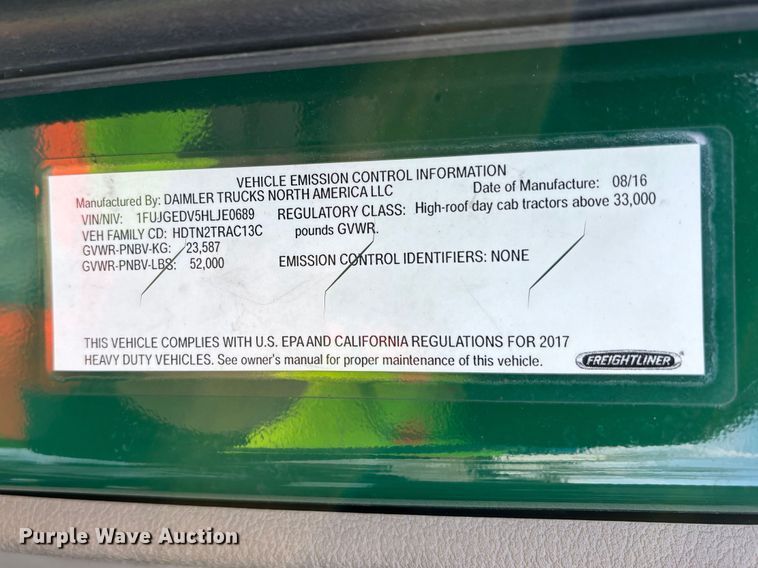 VEHICLE EMISSION CONTROL INFORMATION
Manufactured By: DAIMLER TRUCKS NORTH AMERICA LLC Date of Manufacture: 08/16
VIN/NIV: 1FUJGEDV5HLJE0689 REGULATORY CLASS: High-roof day cab tractors above 33,000
VEH FAMILY CD: HDTN2TRAC13C pounds GVWR.
GVWR-PNBV-KG: 23,587
GVWR-PNBV-LBS: 52,000 EMISSION CONTROL IDENTIFIERS: NONE
THIS VEHICLE COMPLIES WITH U.S. EPA AND CALIFORNIA REGULATIONS FOR 2017
HEAVY DUTY VEHICLES. See owner's manual for proper maintenance of this vehicle. FREIGHTLINER
Purple Wave Auction